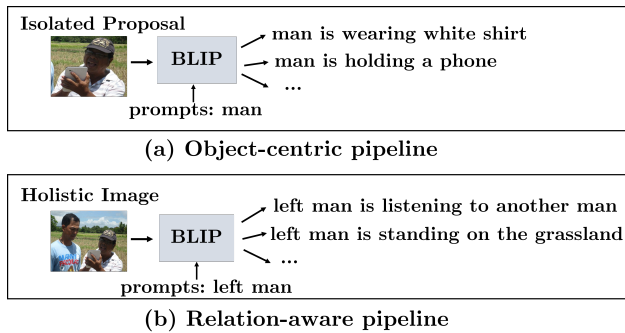 Isolated Proposal
BLIP
prompts: man
man is wearing white shirt
man is holding a phone
...
(a) Object-centric pipeline
Holistic Image
BLIP
prompts: left man
left man is listening to another man
left man is standing on the grassland
...
(b) Relation-aware pipeline